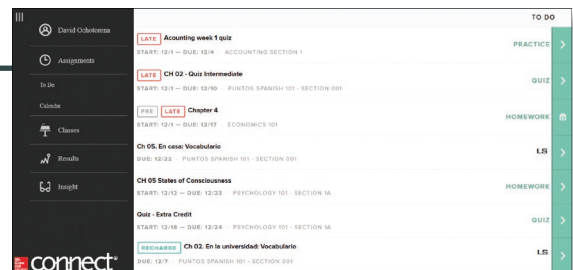 TO DO
David Ochotorena
Assignments
To Do
Calendar
Classes
Results
Insight
connect®
LATE Acounting week 1 quiz
START: 12/1 — DUE: 12/4 · ACCOUNTING SECTION 1
PRACTICE
LATE CH 02 - Quiz Intermediate
START: 12/1 — DUE: 12/10 · PUNTOS SPANISH 101 - SECTION 001
QUIZ
PRE LATE Chapter 4
START: 12/1 — DUE: 12/17 · ECONOMICS 101
HOMEWORK
Ch 05. En casa: Vocabulario
DUE: 12/22 · PUNTOS SPANISH 101 - SECTION 001
LS
CH 05 States of Consciousness
START: 12/12 — DUE: 12/23 · PSYCHOLOGY 101 - SECTION 1A
HOMEWORK
Quiz - Extra Credit
START: 12/18 — DUE: 12/24 · PSYCHOLOGY 101 - SECTION 1A
QUIZ
RECHARGE Ch 02. En la universidad: Vocabulario
DUE: 12/7 · PUNTOS SPANISH 101 - SECTION 001
LS